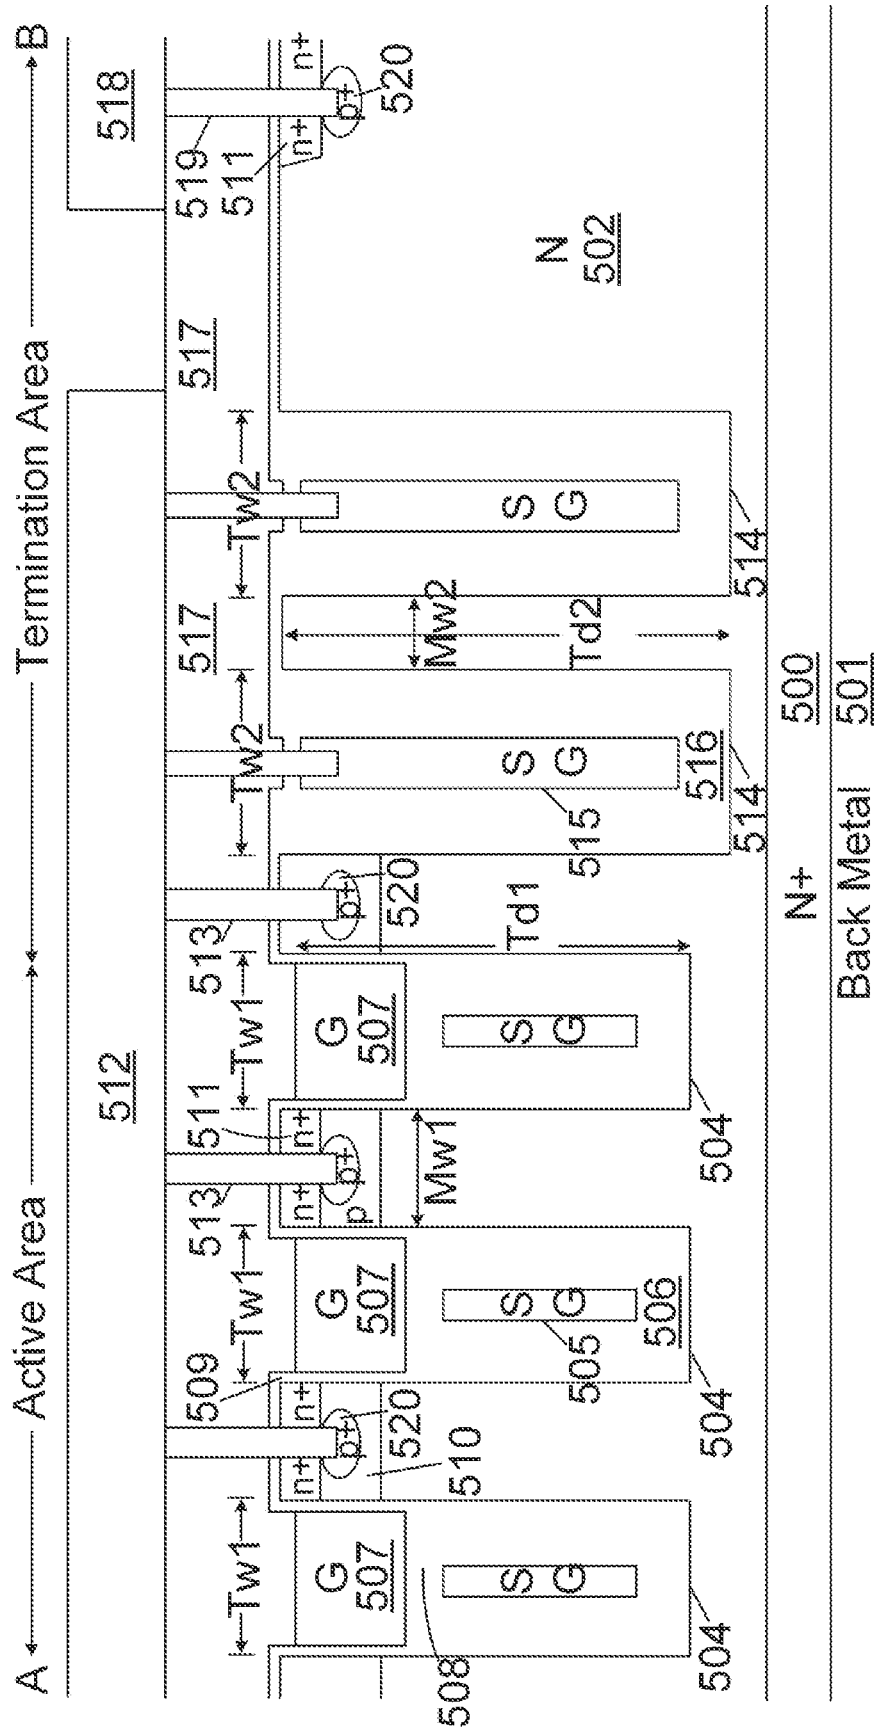 A Active Area Termination Area B
512 518
509 513 511 513 517 517 519
Tw1 Tw1 Tw1 Tw2 Tw2 511
n+ n+ n+ n+ n+ n+
G G G
p+ p+ p+ p+
p
507 507 507
520 520 520
508 510 Mw1 Mw2
S S S S S
Td1 Td2 N
G G G G G
505 515 502
506 516
504 504 504 514 514
N+ 500
Back Metal 501